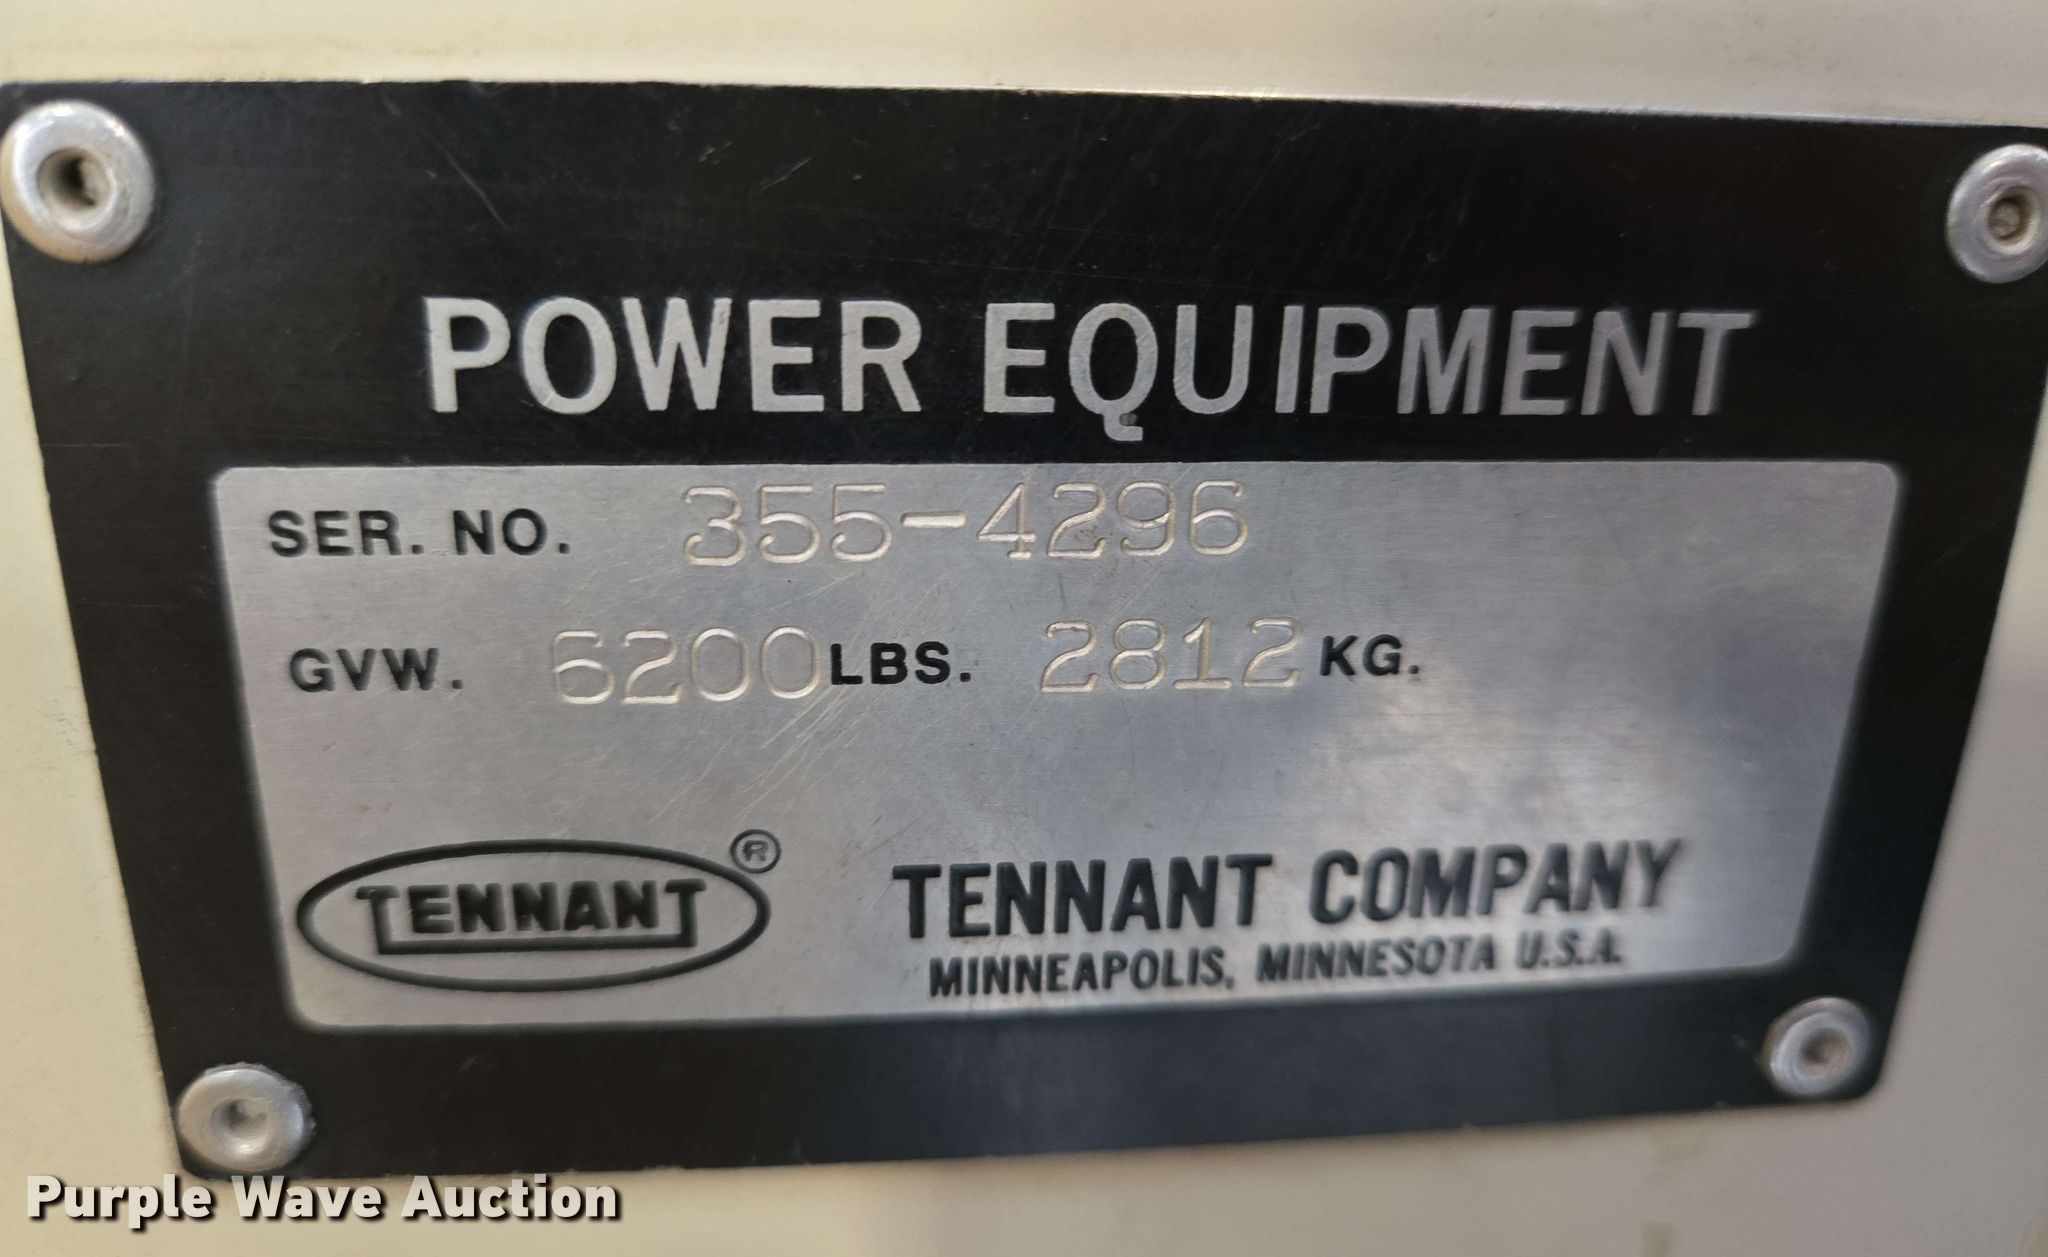 POWER EQUIPMENT
SER. NO. 355-4296
GVW. 6200 LBS. 2812 KG.
TENNANT ®
TENNANT COMPANY
MINNEAPOLIS, MINNESOTA U.S.A.
Purple Wave Auction